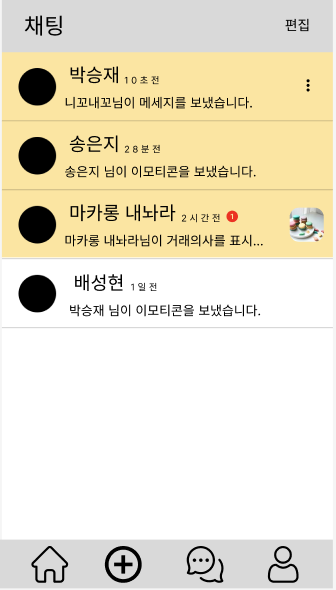 채팅
편집
박승재 10초 전
니꼬내꼬님이 메세지를 보냈습니다.
송은지 28분 전
송은지 님이 이모티콘을 보냈습니다.
마카롱 내놔라 2시간 전 1
마카롱 내놔라님이 거래의사를 표시...
배성현 1일 전
박승재 님이 이모티콘을 보냈습니다.